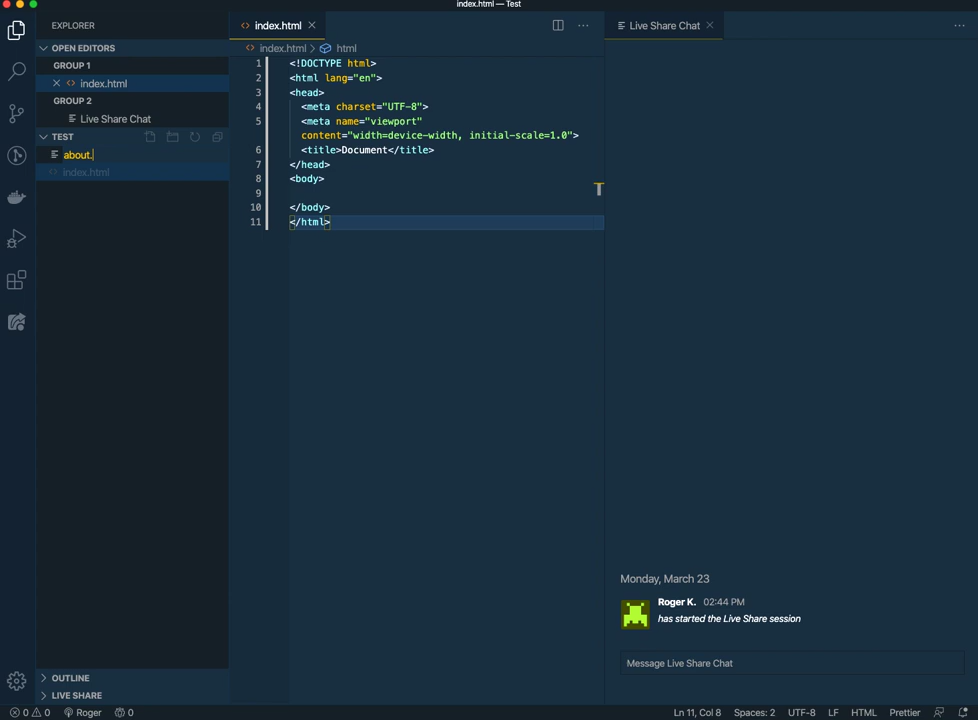 index.html — Test
EXPLORER
OPEN EDITORS
GROUP 1
index.html
GROUP 2
Live Share Chat
TEST
about.
index.html
OUTLINE
LIVE SHARE
index.html
index.html > html
1 <!DOCTYPE html>
2 <html lang="en">
3 <head>
4 <meta charset="UTF-8">
5 <meta name="viewport"
content="width=device-width, initial-scale=1.0">
6 <title>Document</title>
7 </head>
8 <body>
9
10 </body>
11 </html>
Live Share Chat
Monday, March 23
Roger K. 02:44 PM
has started the Live Share session
Message Live Share Chat
0 0 Roger 0
Ln 11, Col 8 Spaces: 2 UTF-8 LF HTML Prettier